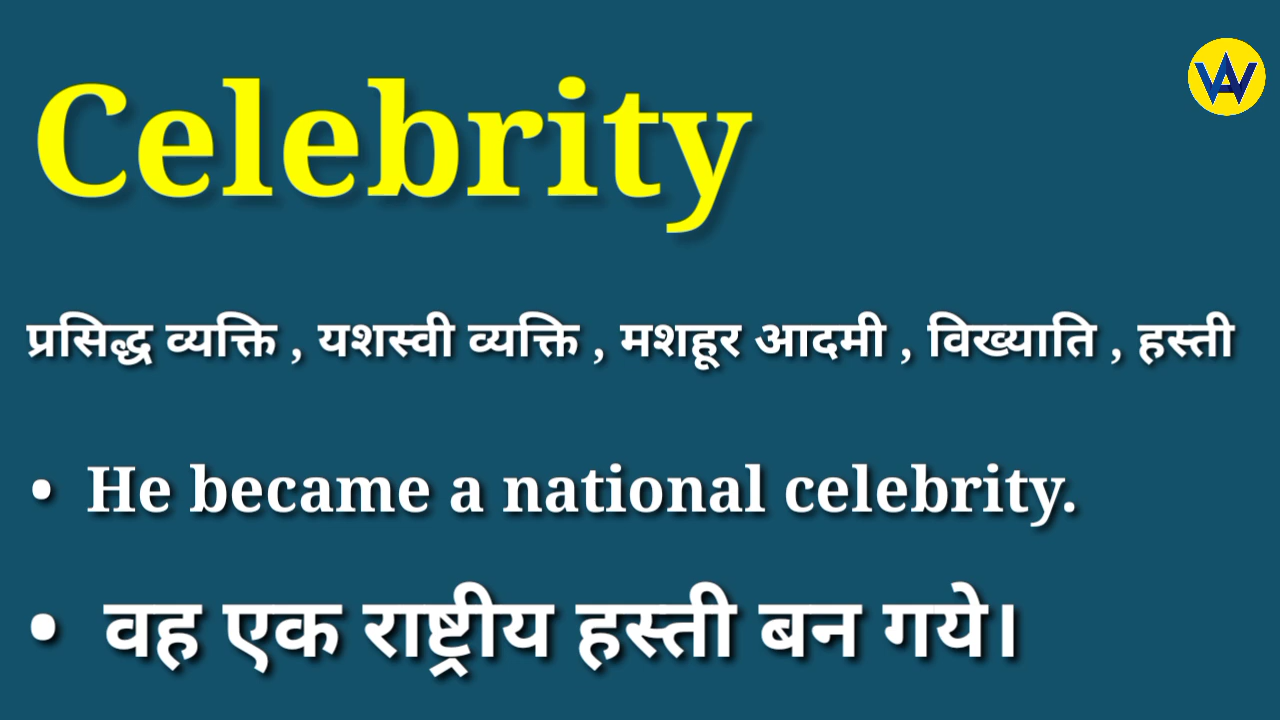 Celebrity
प्रसिद्ध व्यक्ति , यशस्वी व्यक्ति , मशहूर आदमी , विख्याति , हस्ती
• He became a national celebrity.
• वह एक राष्ट्रीय हस्ती बन गये।